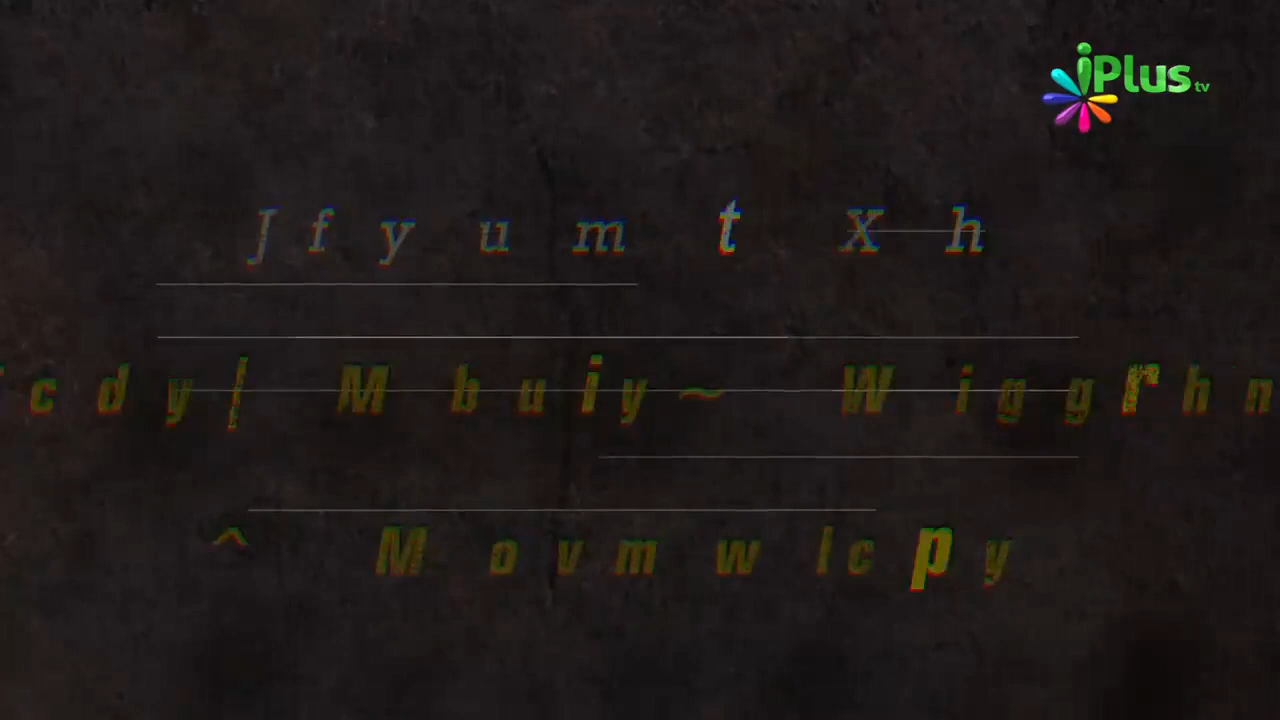 iPlus tv
J f y u m t X h
c d y | M b u i y ~ W i g g r h n
^ M o v m w l c p y